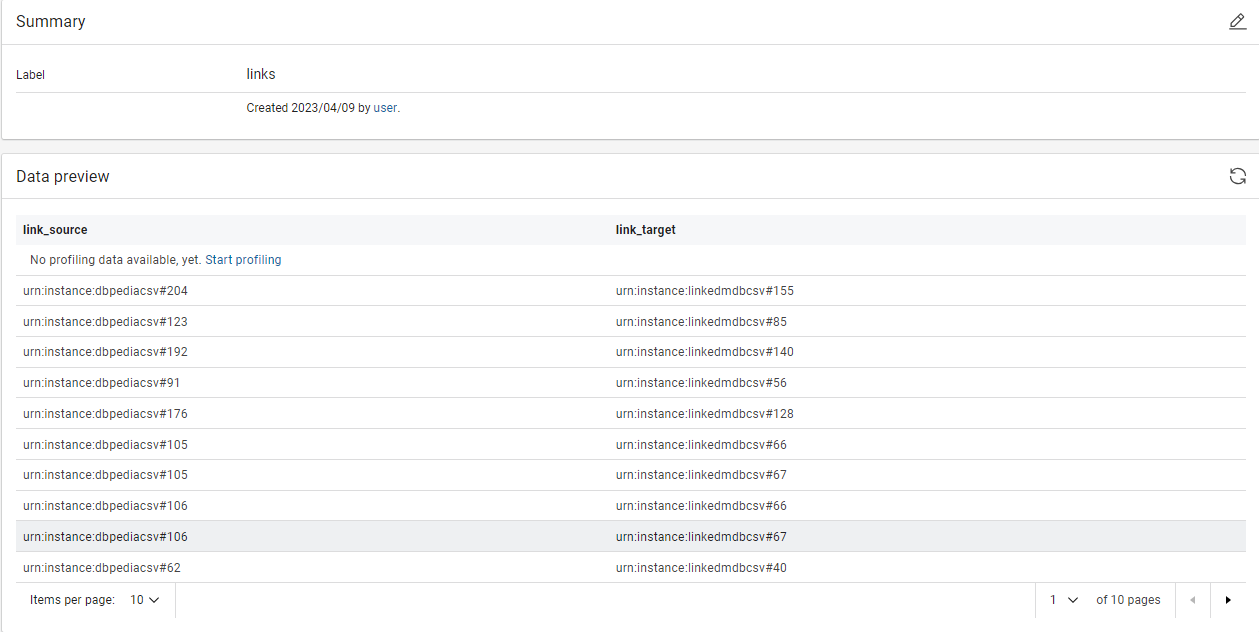 Summary
Label links
Created 2023/04/09 by user.
Data preview
link_source link_target
No profiling data available, yet. Start profiling
urn:instance:dbpediacsv#204 urn:instance:linkedmdbcsv#155
urn:instance:dbpediacsv#123 urn:instance:linkedmdbcsv#85
urn:instance:dbpediacsv#192 urn:instance:linkedmdbcsv#140
urn:instance:dbpediacsv#91 urn:instance:linkedmdbcsv#56
urn:instance:dbpediacsv#176 urn:instance:linkedmdbcsv#128
urn:instance:dbpediacsv#105 urn:instance:linkedmdbcsv#66
urn:instance:dbpediacsv#105 urn:instance:linkedmdbcsv#67
urn:instance:dbpediacsv#106 urn:instance:linkedmdbcsv#66
urn:instance:dbpediacsv#106 urn:instance:linkedmdbcsv#67
urn:instance:dbpediacsv#62 urn:instance:linkedmdbcsv#40
Items per page: 10 1 of 10 pages